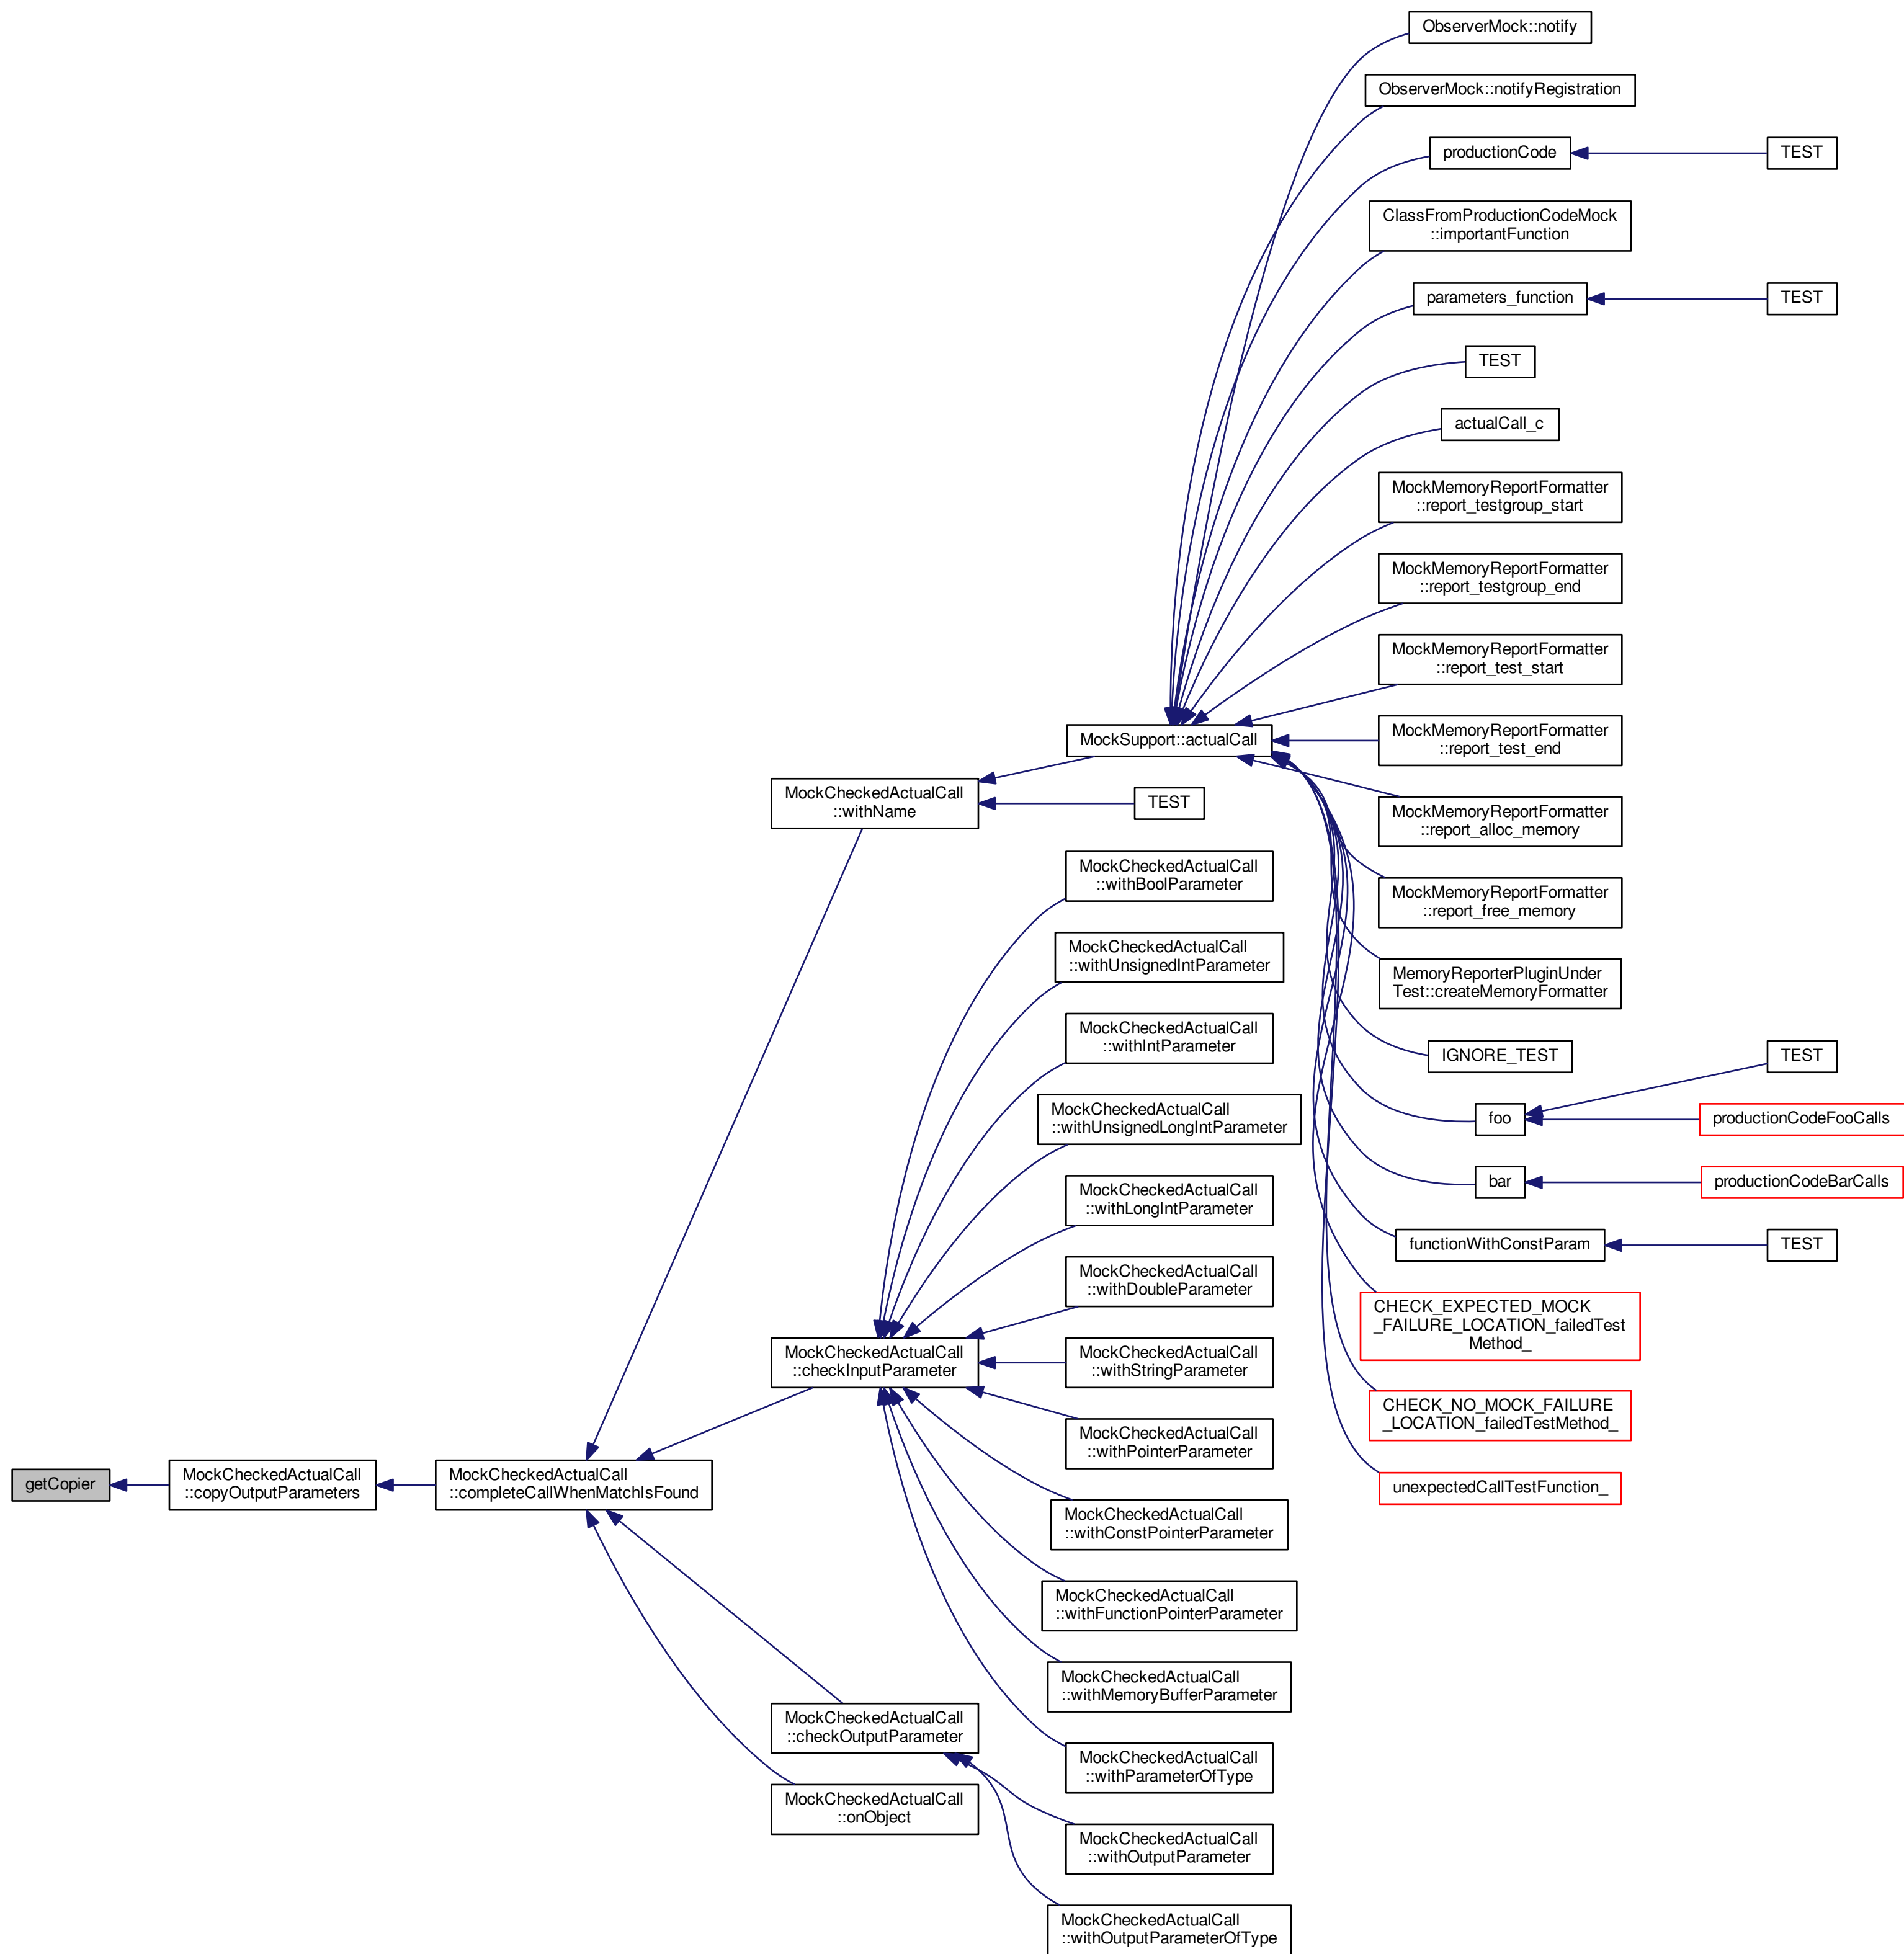 ObserverMock::notify
ObserverMock::notifyRegistration
productionCode
TEST
ClassFromProductionCodeMock
::importantFunction
parameters_function
TEST
TEST
actualCall_c
MockMemoryReportFormatter
::report_testgroup_start
MockMemoryReportFormatter
::report_testgroup_end
MockMemoryReportFormatter
::report_test_start
MockSupport::actualCall
MockMemoryReportFormatter
::report_test_end
MockCheckedActualCall
::withName
TEST
MockMemoryReportFormatter
::report_alloc_memory
MockCheckedActualCall
::withBoolParameter
MockMemoryReportFormatter
::report_free_memory
MockCheckedActualCall
::withUnsignedIntParameter
MemoryReporterPluginUnder
Test::createMemoryFormatter
MockCheckedActualCall
::withIntParameter
IGNORE_TEST
TEST
MockCheckedActualCall
::withUnsignedLongIntParameter
foo
productionCodeFooCalls
MockCheckedActualCall
::withLongIntParameter
bar
productionCodeBarCalls
functionWithConstParam
TEST
MockCheckedActualCall
::withDoubleParameter
CHECK_EXPECTED_MOCK
_FAILURE_LOCATION_failedTest
Method_
MockCheckedActualCall
::checkInputParameter
MockCheckedActualCall
::withStringParameter
CHECK_NO_MOCK_FAILURE
_LOCATION_failedTestMethod_
MockCheckedActualCall
::withPointerParameter
getCopier
MockCheckedActualCall
::copyOutputParameters
MockCheckedActualCall
::completeCallWhenMatchIsFound
unexpectedCallTestFunction_
MockCheckedActualCall
::withConstPointerParameter
MockCheckedActualCall
::withFunctionPointerParameter
MockCheckedActualCall
::withMemoryBufferParameter
MockCheckedActualCall
::checkOutputParameter
MockCheckedActualCall
::withParameterOfType
MockCheckedActualCall
::onObject
MockCheckedActualCall
::withOutputParameter
MockCheckedActualCall
::withOutputParameterOfType